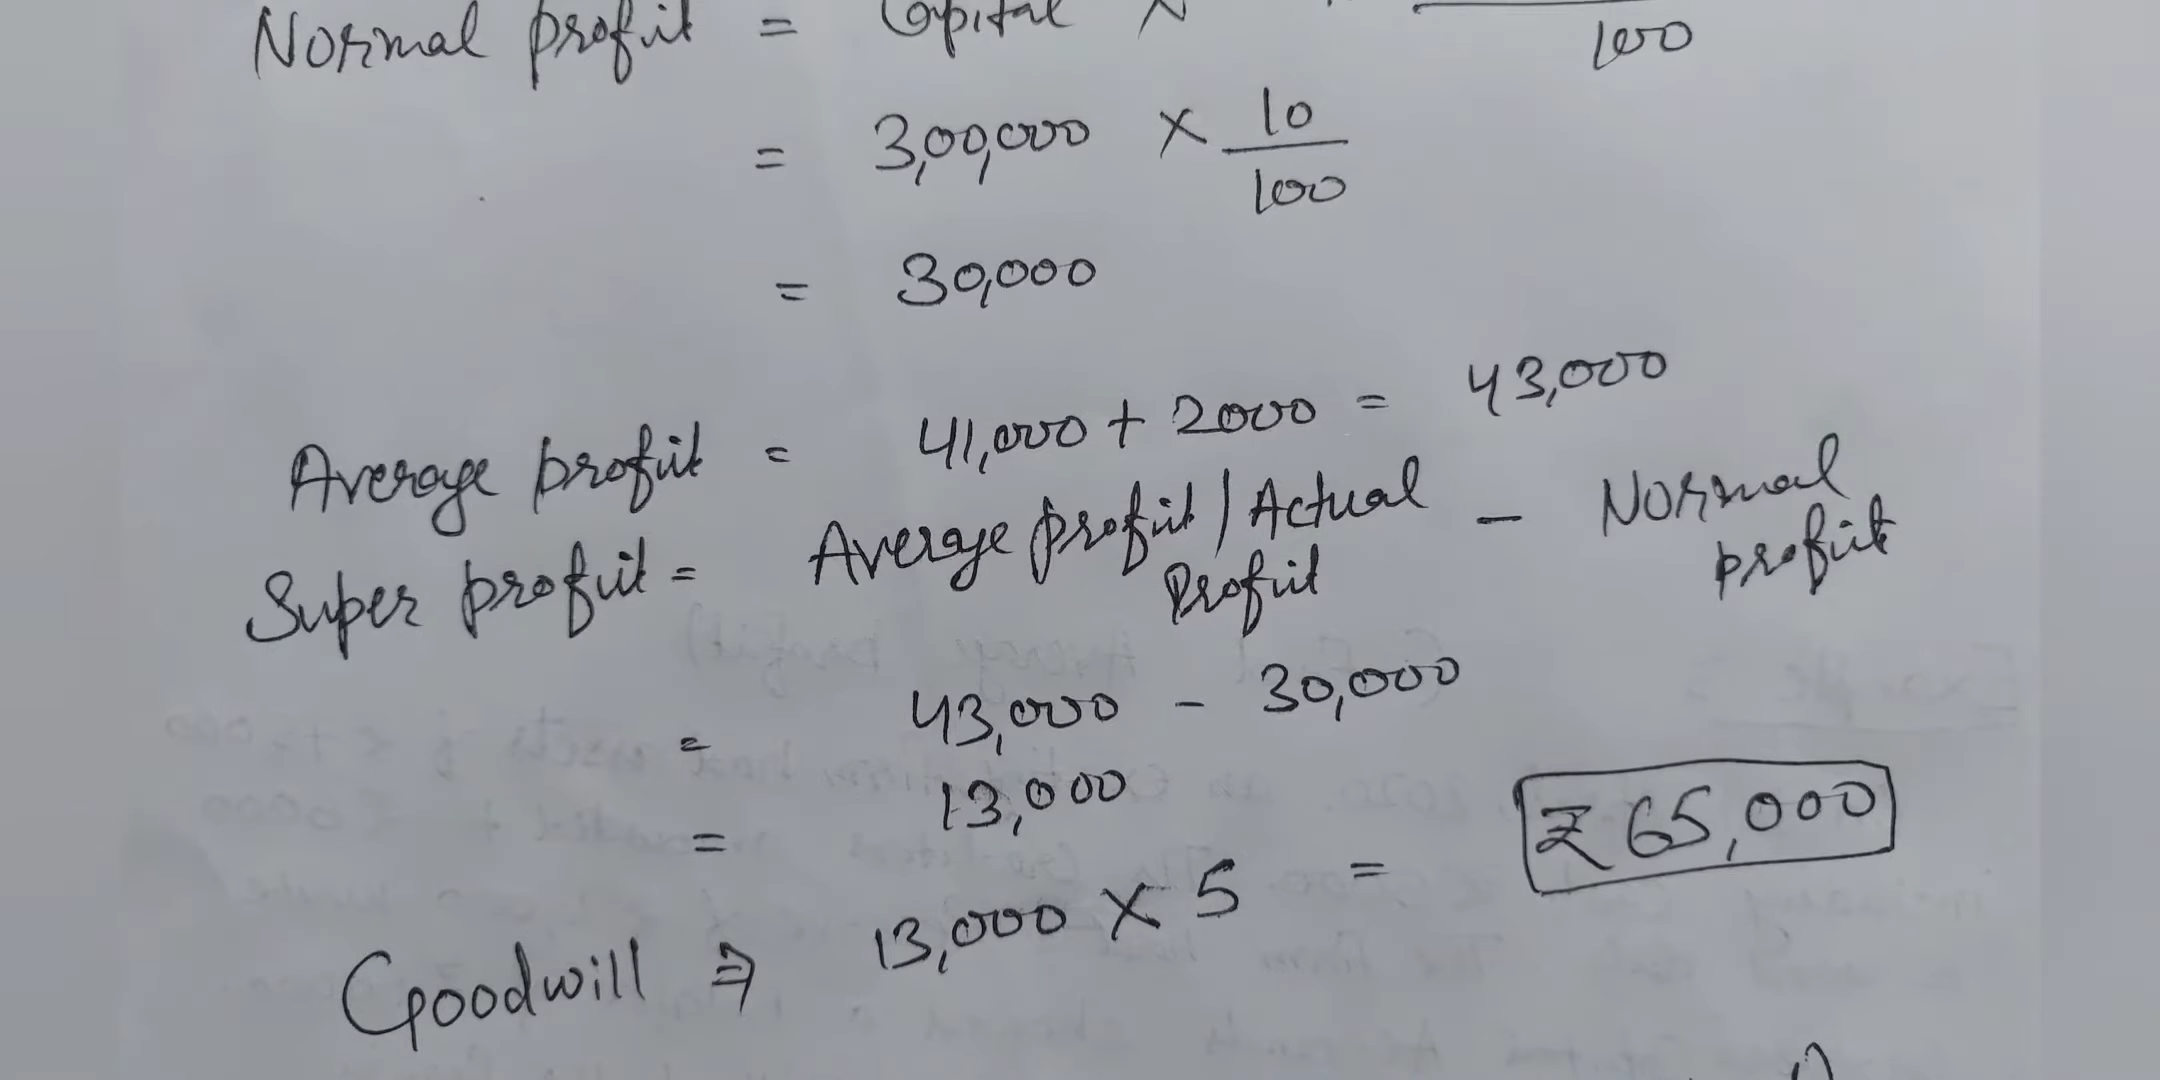 Normal profit = Capital × 100
= 3,00,000 × 10/100
= 30,000
Average profit = 41,000 + 2000 = 43,000
Super profit = Average profit / Actual Profit - Normal profit
= 43,000 - 30,000
= 13,000
Goodwill ⇒ 13,000 × 5 = ₹ 65,000